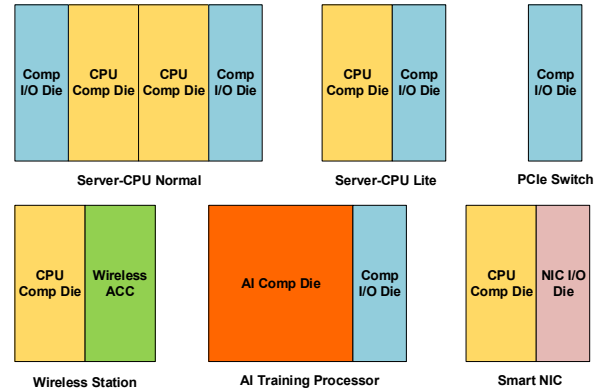 Comp
I/O Die
CPU
Comp Die
CPU
Comp Die
Comp
I/O Die
Server-CPU Normal
CPU
Comp Die
Comp
I/O Die
Server-CPU Lite
Comp
I/O Die
PCIe Switch
CPU
Comp Die
Wireless
ACC
Wireless Station
AI Comp Die
Comp
I/O Die
AI Training Processor
CPU
Comp Die
NIC I/O
Die
Smart NIC